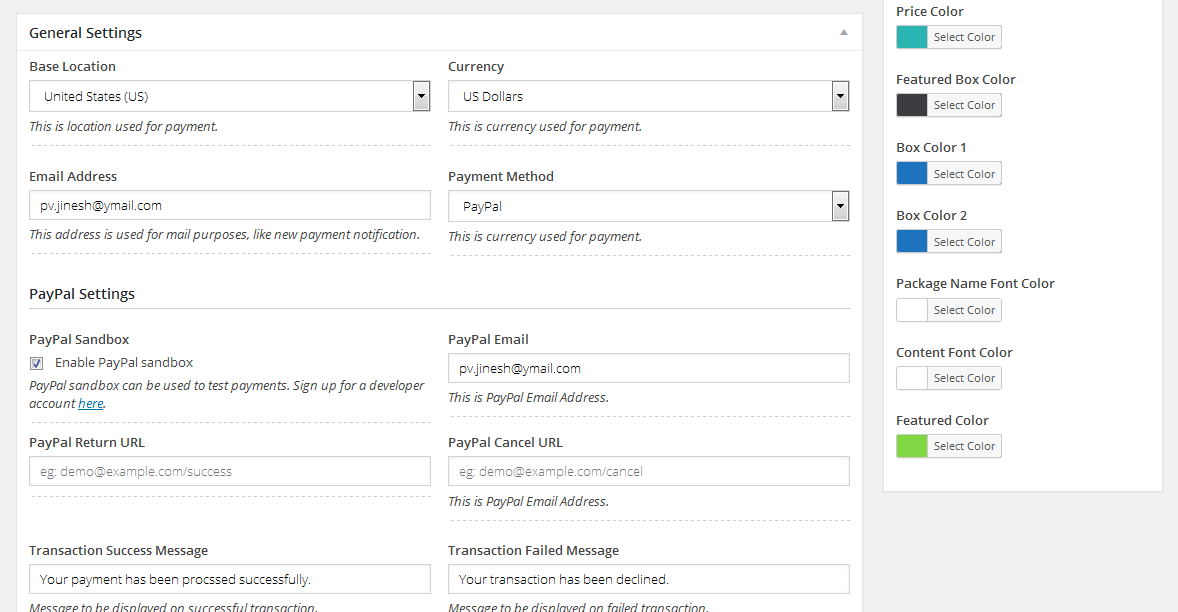 General Settings
Base Location
United States (US)
This is location used for payment.
Currency
US Dollars
This is currency used for payment.
Email Address
pv.jinesh@ymail.com
This address is used for mail purposes, like new payment notification.
Payment Method
PayPal
This is currency used for payment.
PayPal Settings
PayPal Sandbox
Enable PayPal sandbox
PayPal sandbox can be used to test payments. Sign up for a developer
account here.
PayPal Email
pv.jinesh@ymail.com
This is PayPal Email Address.
PayPal Return URL
eg: demo@example.com/success
PayPal Cancel URL
eg: demo@example.com/cancel
This is PayPal Email Address.
Transaction Success Message
Your payment has been procssed successfully.
Message to be displayed on successful transaction.
Transaction Failed Message
Your transaction has been declined.
Message to be displayed on failed transaction.
Price Color
Select Color
Featured Box Color
Select Color
Box Color 1
Select Color
Box Color 2
Select Color
Package Name Font Color
Select Color
Content Font Color
Select Color
Featured Color
Select Color